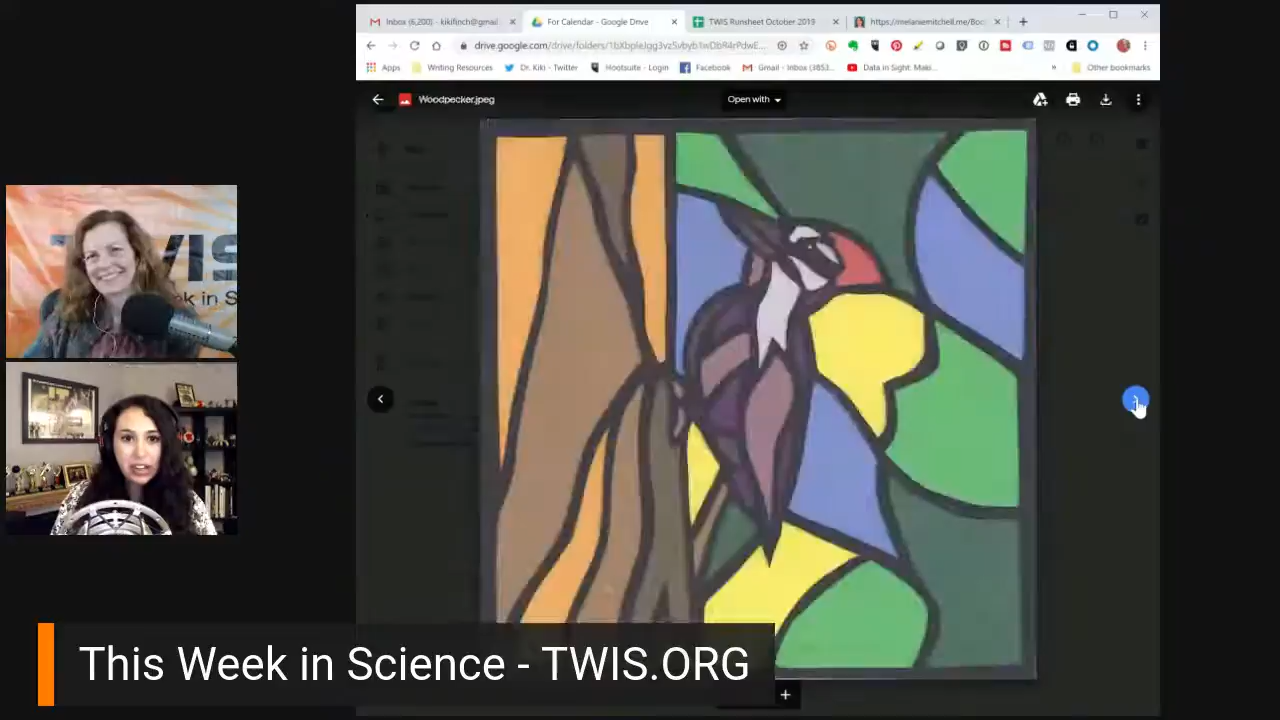 Inbox (6,200) - kikifinch@gmail
For Calendar - Google Drive
TWIS Runsheet October 2019
https://melaniemitchell.me/Boo
drive.google.com/drive/folders/1bXbpleJgg3vz5vbyb1wDbR4rPdwE...
Apps
Writing Resources
Dr. Kiki - Twitter
Hootsuite - Login
Facebook
Gmail - Inbox (3853...
Data in Sight: Maki...
»
Other bookmarks
Woodpecker.jpeg
Open with
This Week in Science - TWIS.ORG